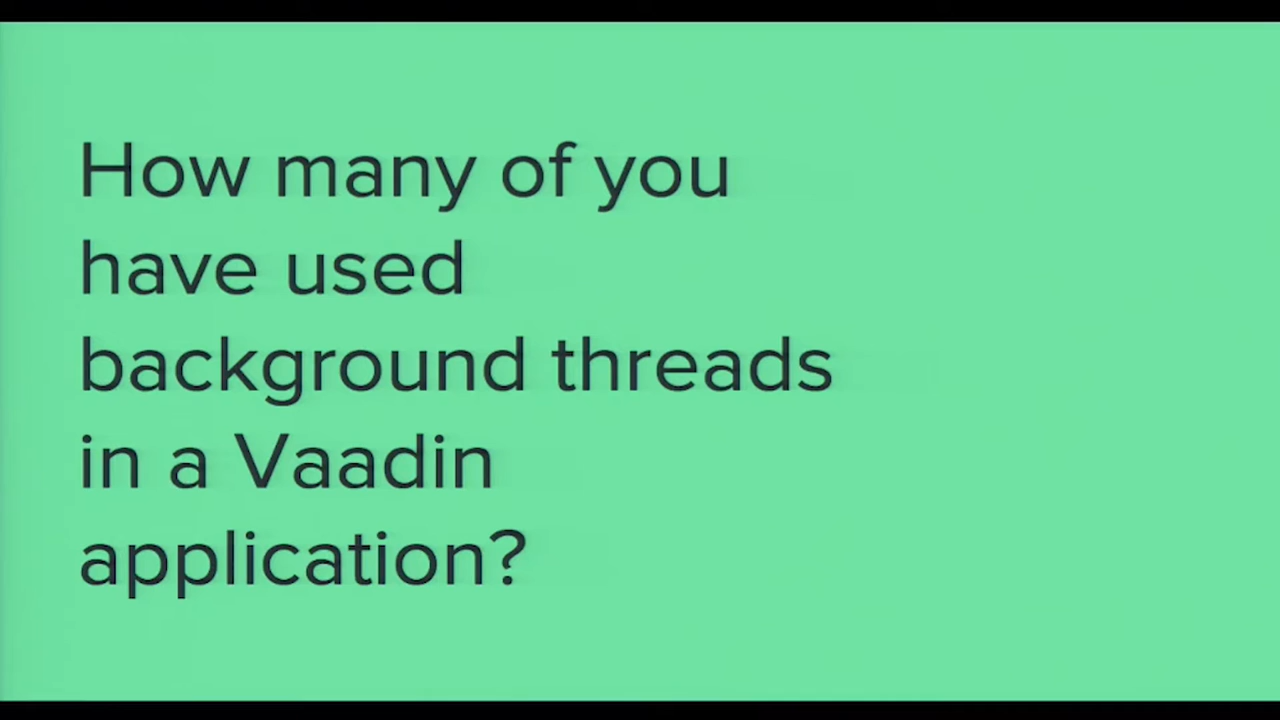 How many of you
have used
background threads
in a Vaadin
application?